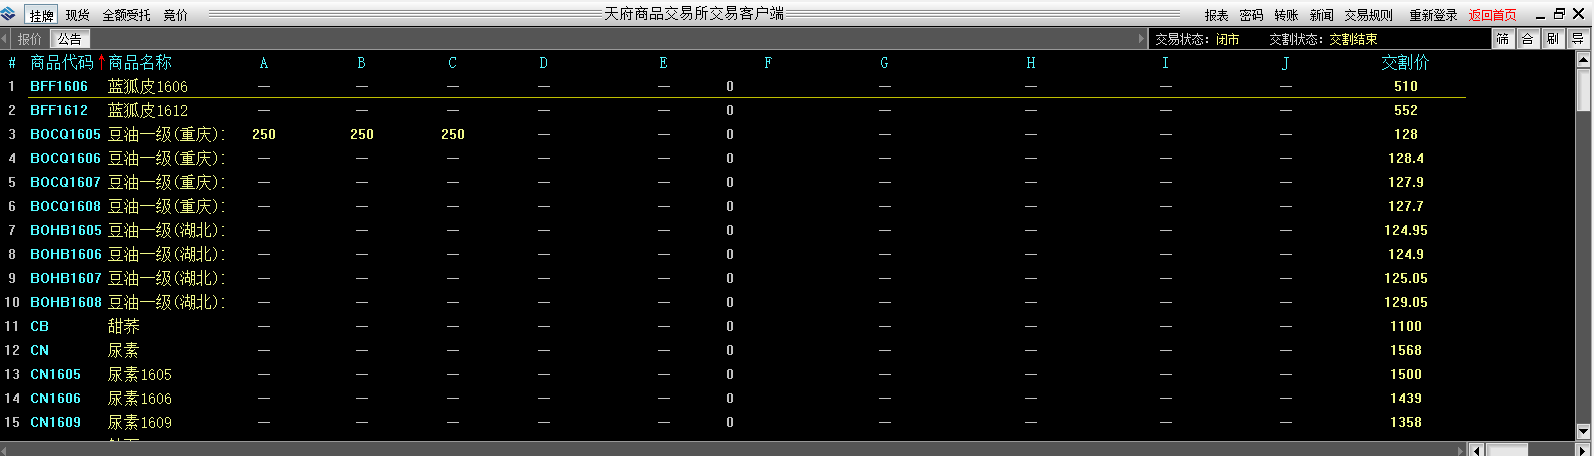 挂牌 现货 全额受托 竞价 天府商品交易所交易客户端 报表 密码 转账 新闻 交易规则 重新登录 返回首页
报价 公告 交易状态：闭市 交割状态：交割结束 筛 合 刷 导
# 商品代码↑商品名称 A B C D E F G H I J 交割价
1 BFF1606 蓝狐皮1606 — — — — — 0 — — — — 510
2 BFF1612 蓝狐皮1612 — — — — — 0 — — — — 552
3 BOCQ1605 豆油一级(重庆): 250 250 250 — — 0 — — — — 128
4 BOCQ1606 豆油一级(重庆): — — — — — 0 — — — — 128.4
5 BOCQ1607 豆油一级(重庆): — — — — — 0 — — — — 127.9
6 BOCQ1608 豆油一级(重庆): — — — — — 0 — — — — 127.7
7 BOHB1605 豆油一级(湖北): — — — — — 0 — — — — 124.95
8 BOHB1606 豆油一级(湖北): — — — — — 0 — — — — 124.9
9 BOHB1607 豆油一级(湖北): — — — — — 0 — — — — 125.05
10 BOHB1608 豆油一级(湖北): — — — — — 0 — — — — 129.05
11 CB 甜荞 — — — — — 0 — — — — 1100
12 CN 尿素 — — — — — 0 — — — — 1568
13 CN1605 尿素1605 — — — — — 0 — — — — 1500
14 CN1606 尿素1606 — — — — — 0 — — — — 1439
15 CN1609 尿素1609 — — — — — 0 — — — — 1358